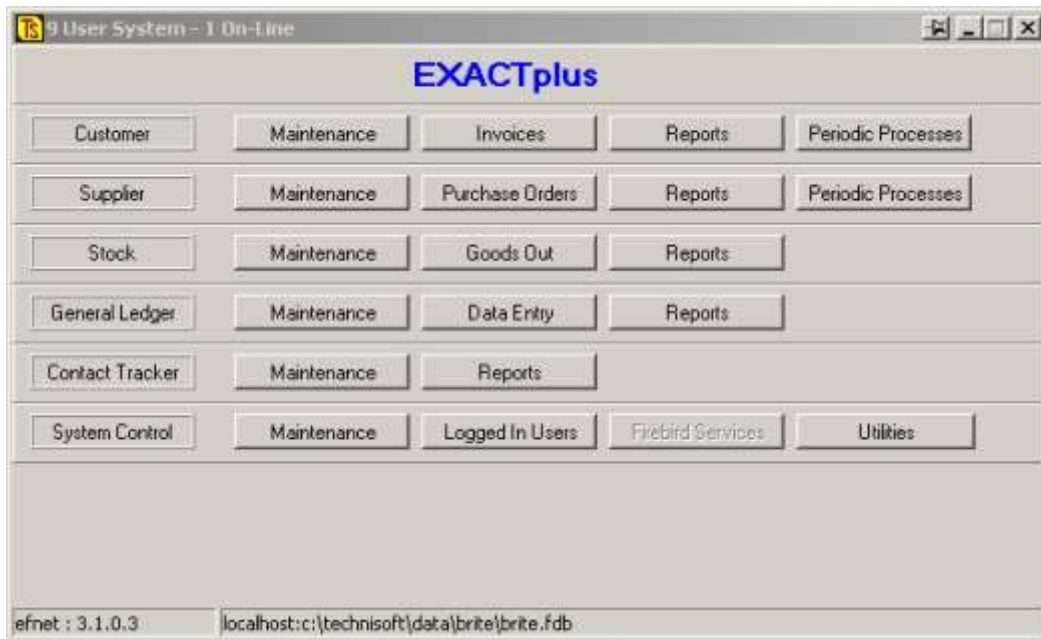 Ts 9 User System - 1 On-Line
EXACTplus
Customer Maintenance Invoices Reports Periodic Processes
Supplier Maintenance Purchase Orders Reports Periodic Processes
Stock Maintenance Goods Out Reports
General Ledger Maintenance Data Entry Reports
Contact Tracker Maintenance Reports
System Control Maintenance Logged In Users Firebird Services Utilities
efnet : 3.1.0.3 localhost:c:\technisoft\data\brite\brite.fdb